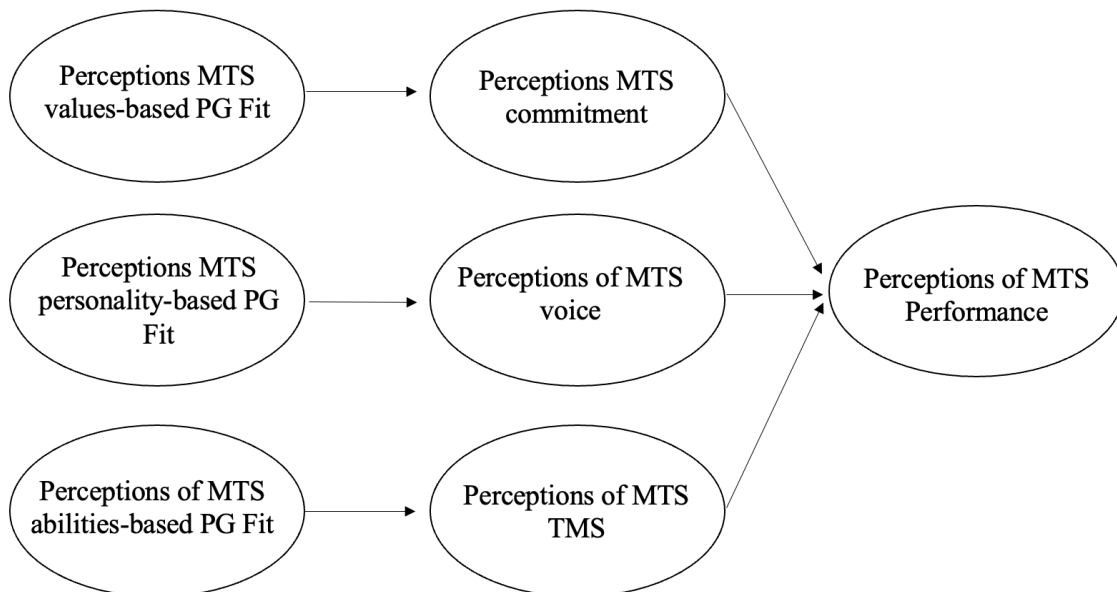 Perceptions MTS
values-based PG Fit
Perceptions MTS
commitment
Perceptions MTS
personality-based PG
Fit
Perceptions of MTS
voice
Perceptions of MTS
Performance
Perceptions of MTS
abilities-based PG Fit
Perceptions of MTS
TMS